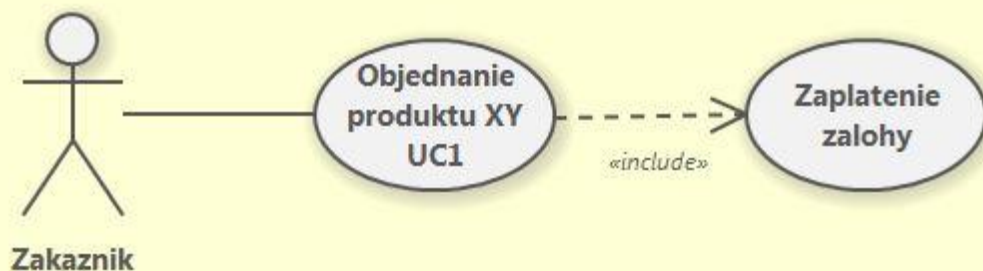 Objednanie
produktu XY
UC1
Zaplatenie
zalohy
«include»
Zakaznik